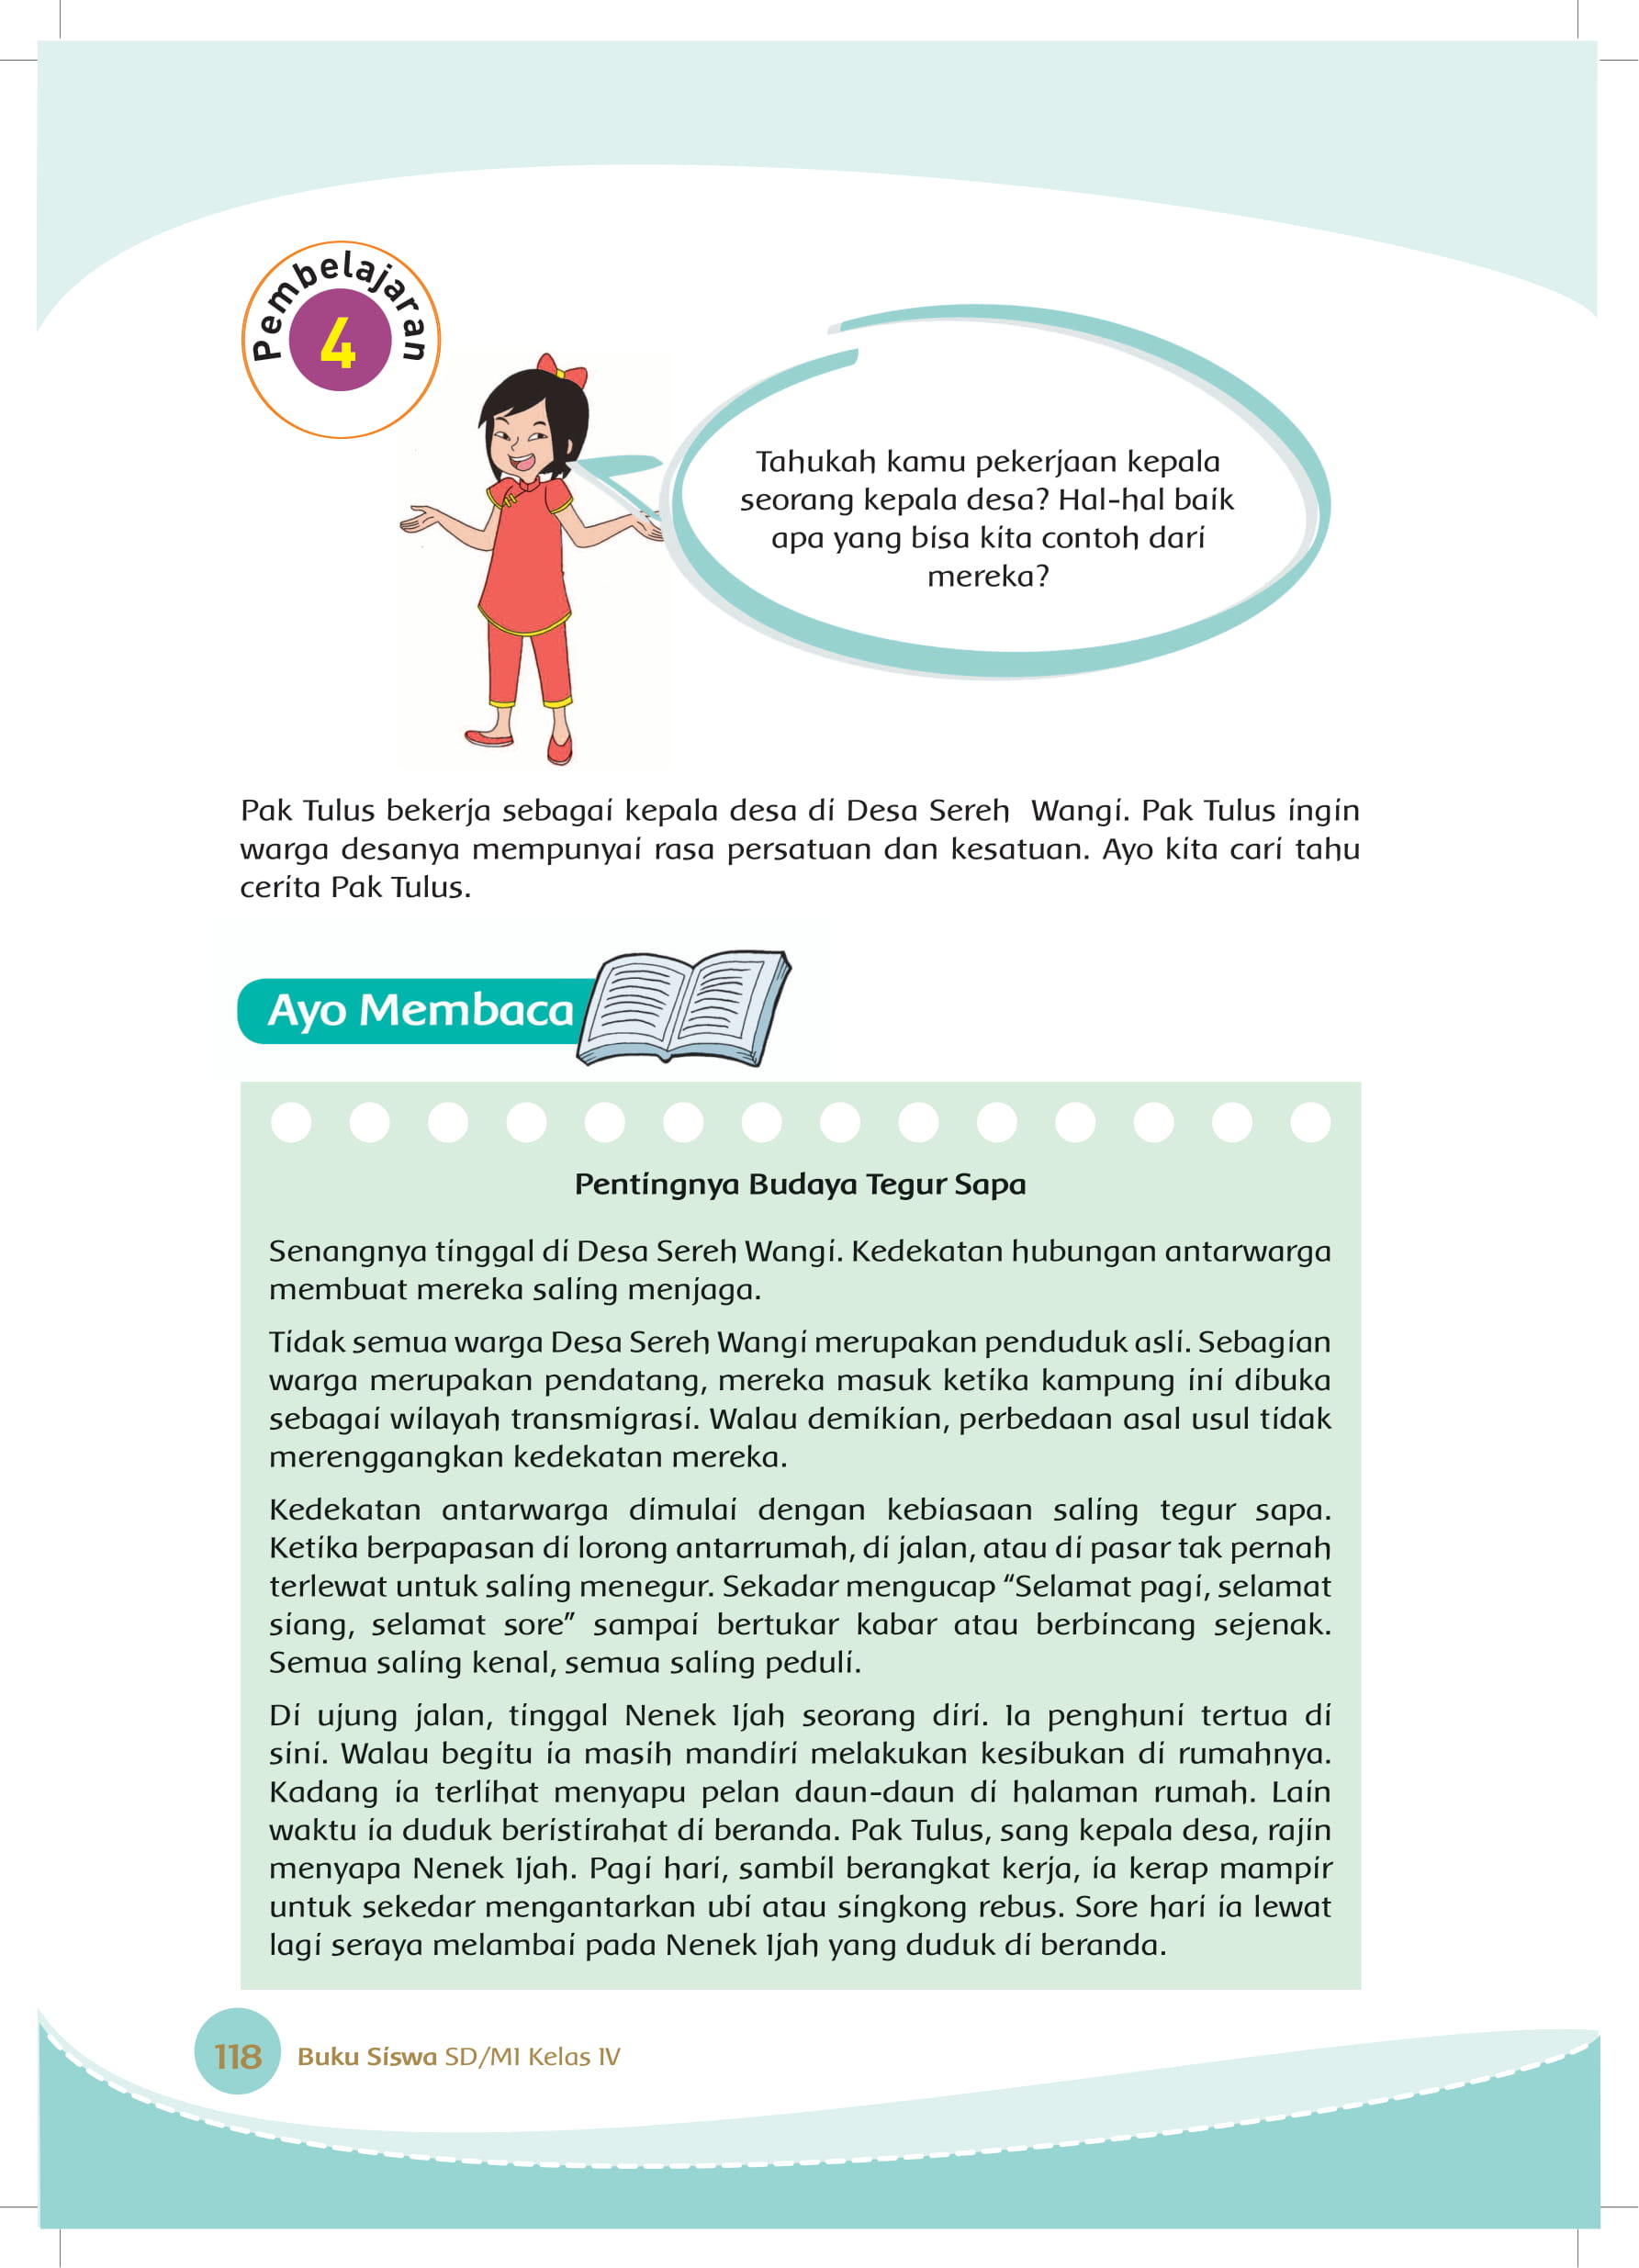 Pembelajaran
4
Tahukah kamu pekerjaan kepala
seorang kepala desa? Hal-hal baik
apa yang bisa kita contoh dari
mereka?
Pak Tulus bekerja sebagai kepala desa di Desa Sereh Wangi. Pak Tulus ingin
warga desanya mempunyai rasa persatuan dan kesatuan. Ayo kita cari tahu
cerita Pak Tulus.
Ayo Membaca
Pentingnya Budaya Tegur Sapa
Senangnya tinggal di Desa Sereh Wangi. Kedekatan hubungan antarwarga
membuat mereka saling menjaga.
Tidak semua warga Desa Sereh Wangi merupakan penduduk asli. Sebagian
warga merupakan pendatang, mereka masuk ketika kampung ini dibuka
sebagai wilayah transmigrasi. Walau demikian, perbedaan asal usul tidak
merenggangkan kedekatan mereka.
Kedekatan antarwarga dimulai dengan kebiasaan saling tegur sapa.
Ketika berpapasan di lorong antarrumah, di jalan, atau di pasar tak pernah
terlewat untuk saling menegur. Sekadar mengucap “Selamat pagi, selamat
siang, selamat sore” sampai bertukar kabar atau berbincang sejenak.
Semua saling kenal, semua saling peduli.
Di ujung jalan, tinggal Nenek Ijah seorang diri. Ia penghuni tertua di
sini. Walau begitu ia masih mandiri melakukan kesibukan di rumahnya.
Kadang ia terlihat menyapu pelan daun-daun di halaman rumah. Lain
waktu ia duduk beristirahat di beranda. Pak Tulus, sang kepala desa, rajin
menyapa Nenek Ijah. Pagi hari, sambil berangkat kerja, ia kerap mampir
untuk sekedar mengantarkan ubi atau singkong rebus. Sore hari ia lewat
lagi seraya melambai pada Nenek Ijah yang duduk di beranda.
118 Buku Siswa SD/MI Kelas IV